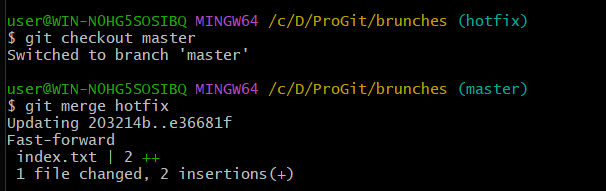 user@WIN-N0HG5SOSIBQ MINGW64 /c/D/ProGit/brunches (hotfix)
$ git checkout master
Switched to branch 'master'
user@WIN-N0HG5SOSIBQ MINGW64 /c/D/ProGit/brunches (master)
$ git merge hotfix
Updating 203214b..e36681f
Fast-forward
 index.txt | 2 ++
 1 file changed, 2 insertions(+)